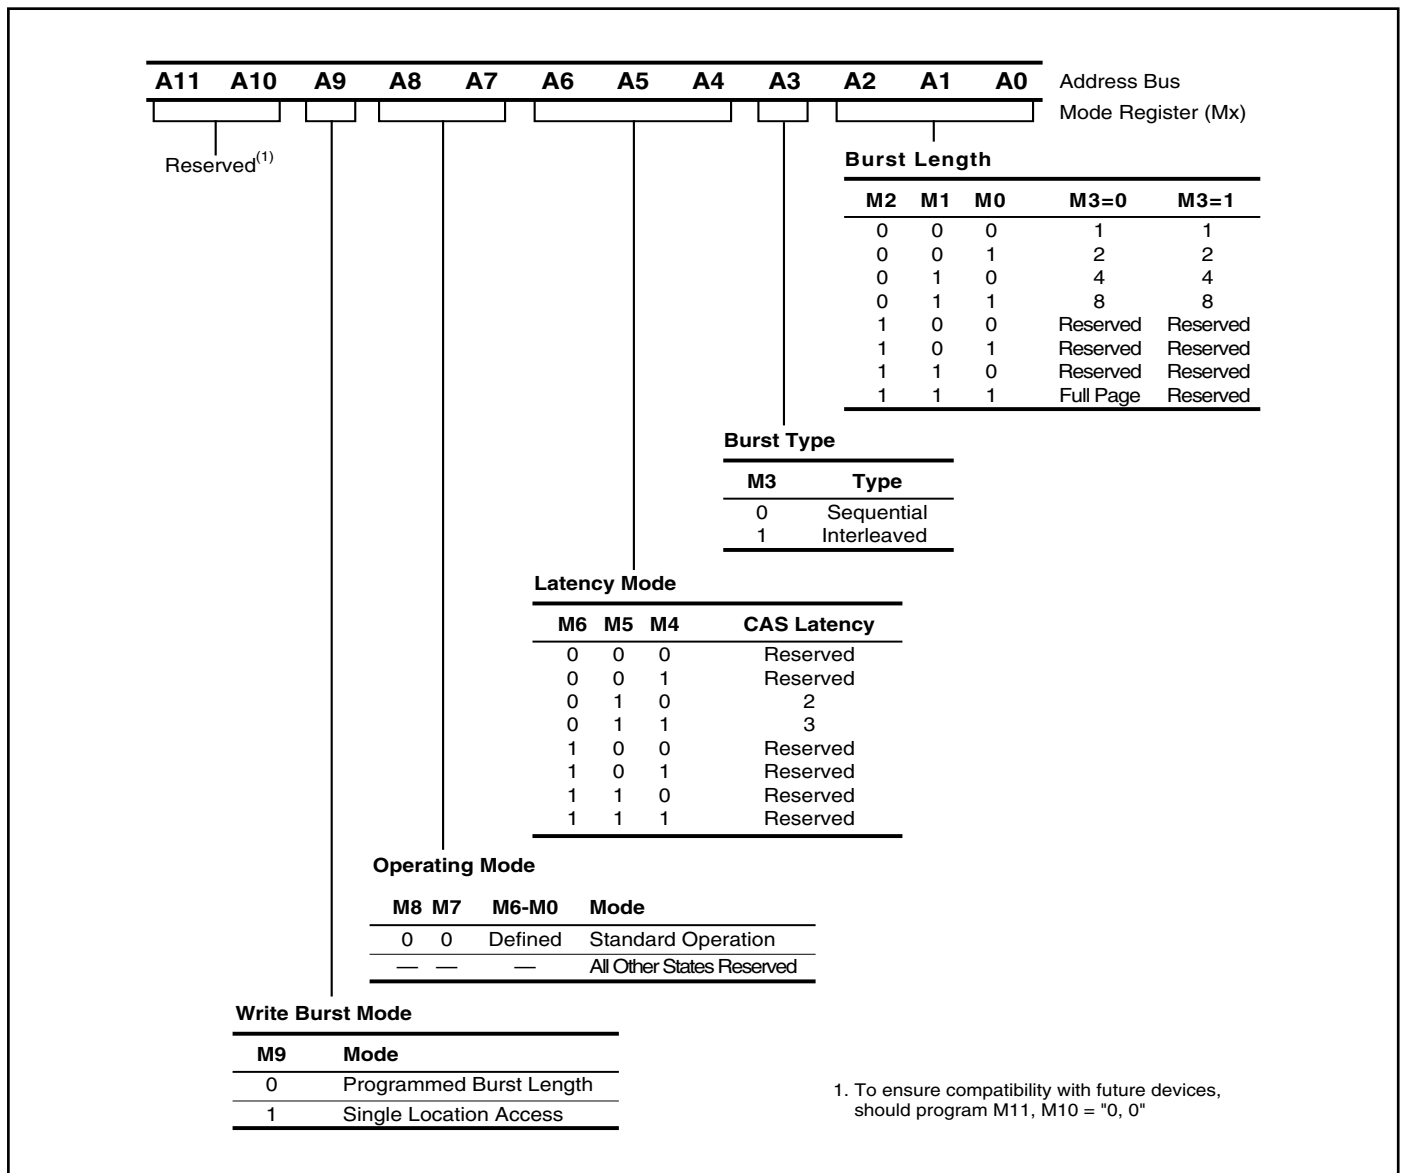 A11 A10 A9 A8 A7 A6 A5 A4 A3 A2 A1 A0 Address Bus
Mode Register (Mx)
Reserved(1)
Burst Length
M2 M1 M0 M3=0 M3=1
0 0 0 1 1
0 0 1 2 2
0 1 0 4 4
0 1 1 8 8
1 0 0 Reserved Reserved
1 0 1 Reserved Reserved
1 1 0 Reserved Reserved
1 1 1 Full Page Reserved
Burst Type
M3 Type
0 Sequential
1 Interleaved
Latency Mode
M6 M5 M4 CAS Latency
0 0 0 Reserved
0 0 1 Reserved
0 1 0 2
0 1 1 3
1 0 0 Reserved
1 0 1 Reserved
1 1 0 Reserved
1 1 1 Reserved
Operating Mode
M8 M7 M6-M0 Mode
0 0 Defined Standard Operation
— — — All Other States Reserved
Write Burst Mode
M9 Mode
0 Programmed Burst Length
1 Single Location Access
1. To ensure compatibility with future devices,
should program M11, M10 = "0, 0"